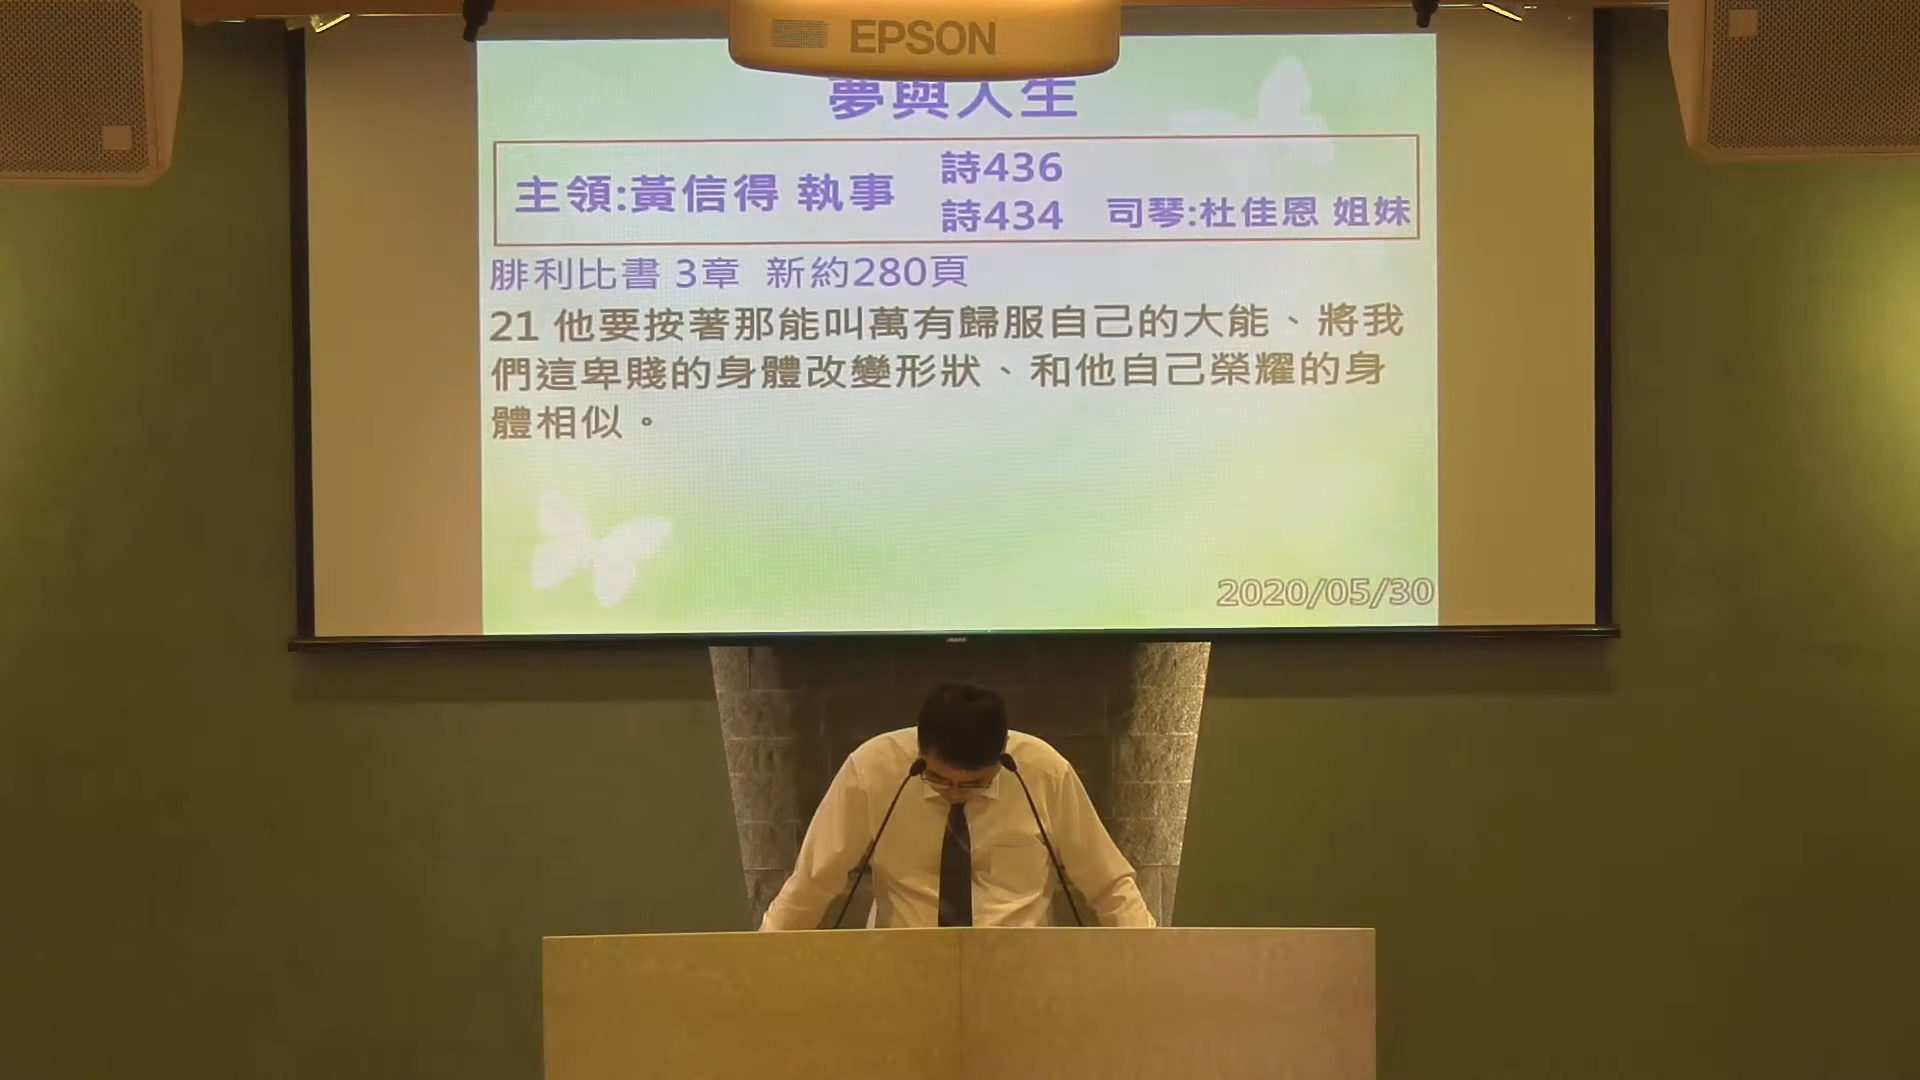 EPSON
夢與人生
詩436
主領:黃信得 執事
詩434 司琴:杜佳恩 姐妹
腓利比書 3章 新約280頁
21 他要按著那能叫萬有歸服自己的大能、將我
們這卑賤的身體改變形狀、和他自己榮耀的身
體相似。
2020/05/30